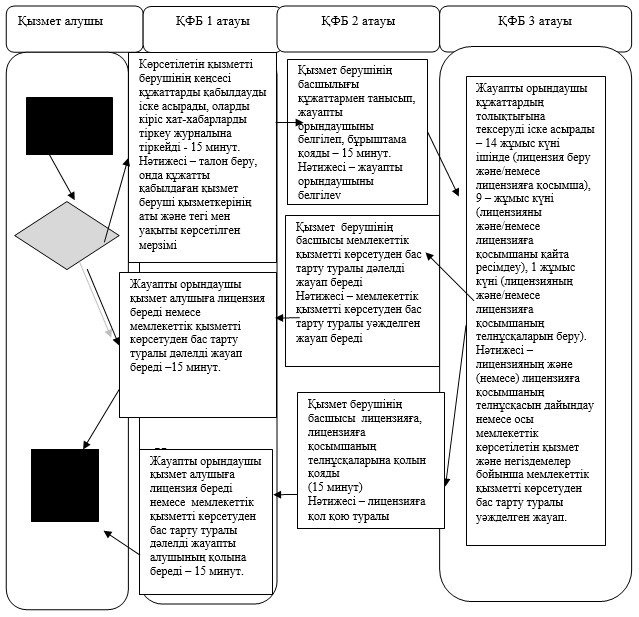 Қызмет алушы
ҚФБ 1 атауы
ҚФБ 2 атауы
ҚФБ 3 атауы
Көрсетілетін қызметті
берушінің кеңсесі
құжаттарды қабылдауды
іске асырады, оларды
кіріс хат-хабарларды
тіркеу журналына
тіркейді - 15 минут.
Нәтижесі – талон беру,
онда құжатты
қабылдаған қызмет
беруші қызметкерінің
аты және тегі мен
уақыты көрсетілген
мерзімі
Қызмет берушінің
басшылығы
құжаттармен танысып,
жауапты
орындаушыны
белгілеп, бұрыштама
қояды – 15 минут.
Нәтижесі – жауапты
орындаушыны
белгілеу
Жауапты орындаушы
құжаттардың
толықтығына
тексеруді іске асырады
– 14 жұмыс күні
ішінде (лицензия беру
және/немесе
лицензияға қосымша),
9 – жұмыс күні
(лицензияны
және/немесе
лицензияға
қосымшаны қайта
ресімдеу), 1 жұмыс
күні (лицензияның
және/немесе
лицензияға
қосымшаның
телнұсқаларын беру).
Нәтижесі –
лицензияның және
(немесе) лицензияға
қосымшаның
телнұсқасын дайындау
немесе осы
мемлекеттік
көрсетілетін қызмет
және негіздемелер
бойынша мемлекеттік
қызметті көрсетуден
бас тарту туралы
уәжделген жауап.
Қызмет  берушінің
басшысы мемлекеттік
қызметті көрсетуден бас
тарту туралы дәлелді
жауап береді
Нәтижесі – мемлекеттік
қызметті көрсетуден бас
тарту туралы уәжделген
жауап береді
Жауапты орындаушы
қызмет алушыға лицензия
береді немесе
мемлекеттік қызметті
көрсетуден бас тарту
туралы дәлелді жауап
береді –15 минут.
Қызмет берушінің
басшысы  лицензияға,
лицензияға
қосымшаның
телнұсқаларына қолын
қояды
(15 минут)
Нәтижесі – лицензияға
қол қою туралы
Жауапты орындаушы
қызмет алушыға
лицензия береді
немесе  мемлекеттік
қызметті көрсетуден
бас тарту туралы
дәлелді жауапты
алушының қолына
береді – 15 минут.